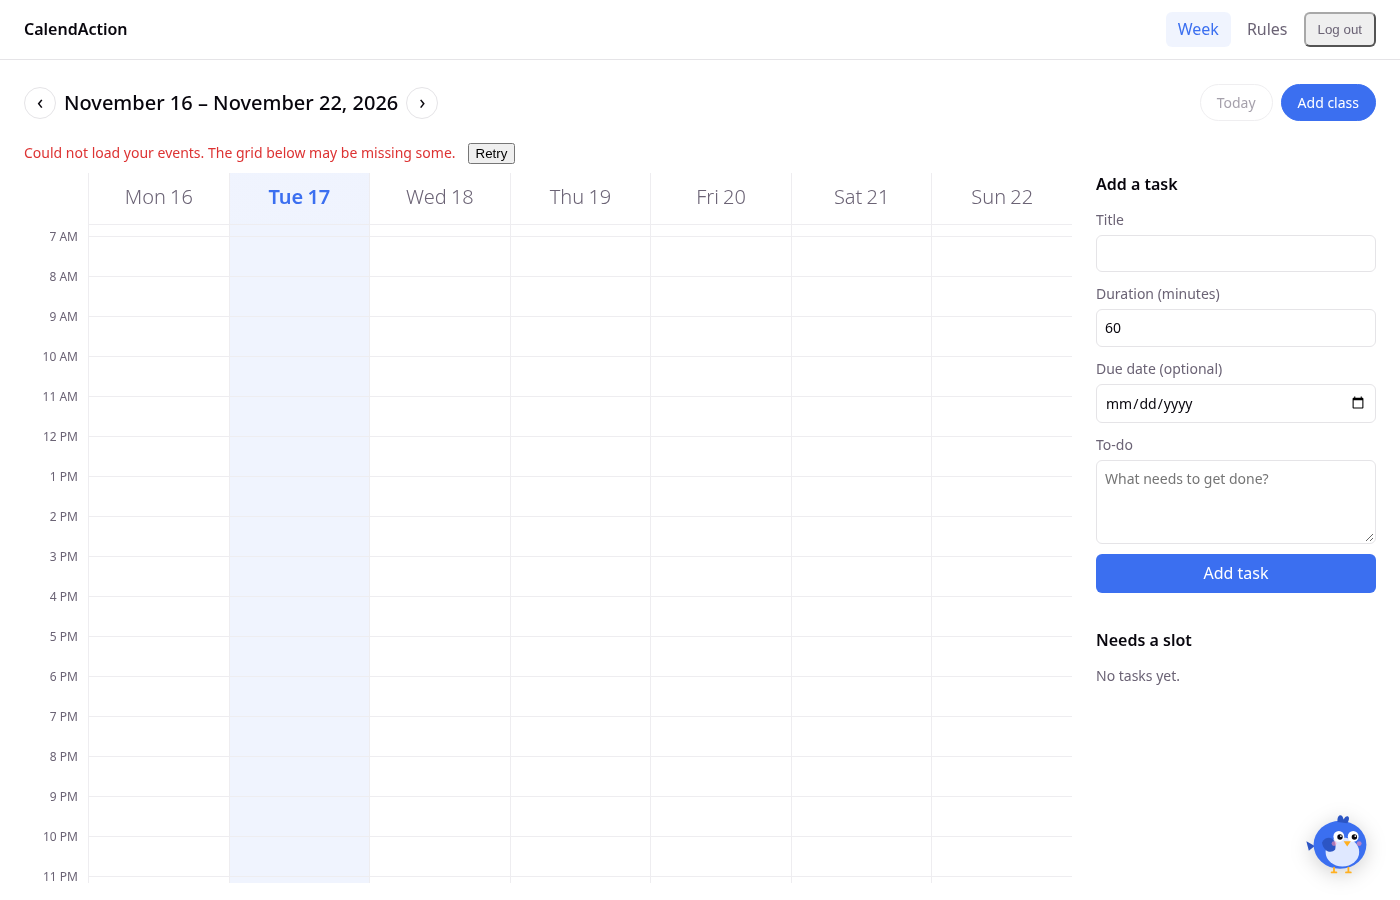 CalendAction
Week Rules Log out
‹ November 16 – November 22, 2026 ›
Today Add class
Could not load your events. The grid below may be missing some. Retry
Mon 16 Tue 17 Wed 18 Thu 19 Fri 20 Sat 21 Sun 22
7 AM
8 AM
9 AM
10 AM
11 AM
12 PM
1 PM
2 PM
3 PM
4 PM
5 PM
6 PM
7 PM
8 PM
9 PM
10 PM
11 PM
Add a task
Title
Duration (minutes)
60
Due date (optional)
mm/dd/yyyy
To-do
What needs to get done?
Add task
Needs a slot
No tasks yet.